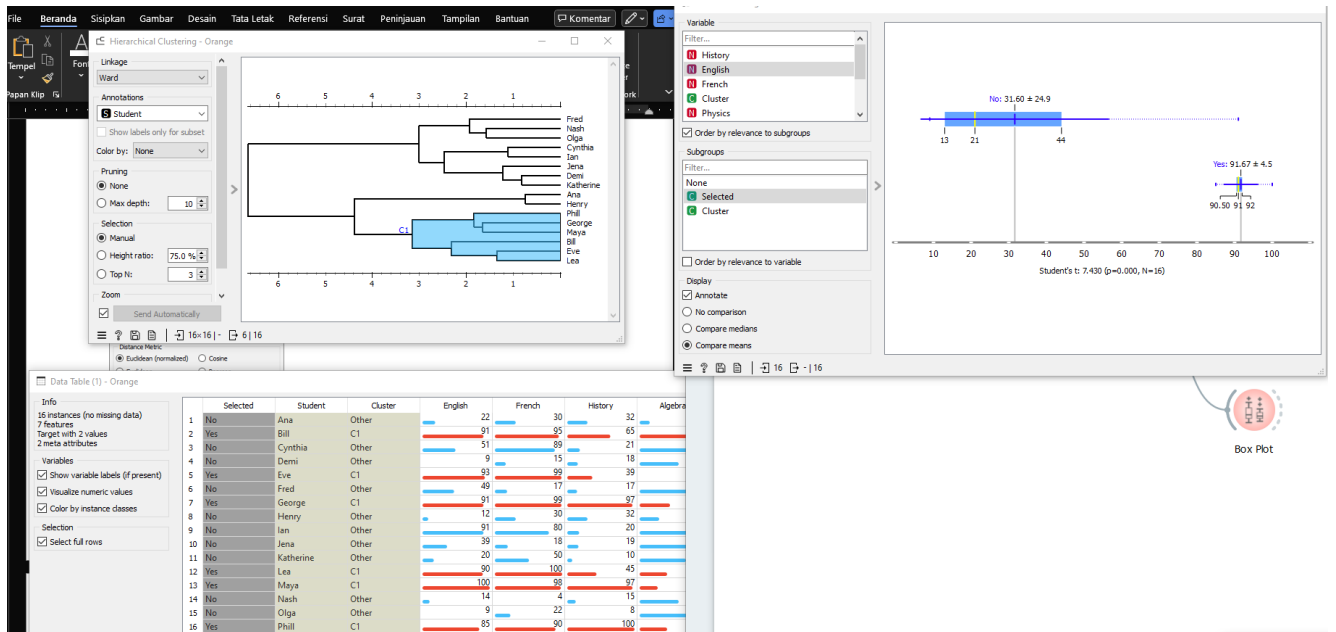 File Beranda Sisipkan Gambar Desain Tata Letak Referensi Surat Peninjauan Tampilan Bantuan Komentar
Tempel
Font
Papan Klip
Hierarchical Clustering - Orange
Linkage
Ward
Annotations
S Student
Show labels only for subset
Color by: None
Pruning
None
Max depth: 10
Selection
Manual
Height ratio: 75.0 %
Top N: 3
Zoom
Send Automatically
16×16 | - 6 | 16
6 5 4 3 2 1
Fred
Nash
Olga
Cynthia
Ian
Jena
Demi
Katherine
Ana
Henry
Phill
C1
George
Maya
Bill
Eve
Lea
6 5 4 3 2 1
Distance Metric
Euclidean (normalized) Cosine
Variable
Filter...
N History
N English
N French
C Cluster
N Physics
Order by relevance to subgroups
Subgroups
Filter...
None
C Selected
C Cluster
Order by relevance to variable
Display
Annotate
No comparison
Compare medians
Compare means
16 - | 16
No: 31.60 ± 24.9
13 21 44
Yes: 91.67 ± 4.5
90.50 91 92
10 20 30 40 50 60 70 80 90 100
Student's t: 7.430 (p=0.000, N=16)
Box Plot
Data Table (1) - Orange
Info
16 instances (no missing data)
7 features
Target with 2 values
2 meta attributes
Variables
Show variable labels (if present)
Visualize numeric values
Color by instance classes
Selection
Select full rows
Selected Student Cluster English French History Algebra
1 No Ana Other 22 30 32
2 Yes Bill C1 91 95 65
3 No Cynthia Other 51 89 21
4 No Demi Other 9 15 18
5 Yes Eve C1 93 99 39
6 No Fred Other 49 17 17
7 Yes George C1 91 99 97
8 No Henry Other 12 30 32
9 No Ian Other 91 80 20
10 No Jena Other 39 18 19
11 No Katherine Other 20 50 10
12 Yes Lea C1 90 100 45
13 Yes Maya C1 100 98 97
14 No Nash Other 14 4 15
15 No Olga Other 9 22 8
16 Yes Phill C1 85 90 100